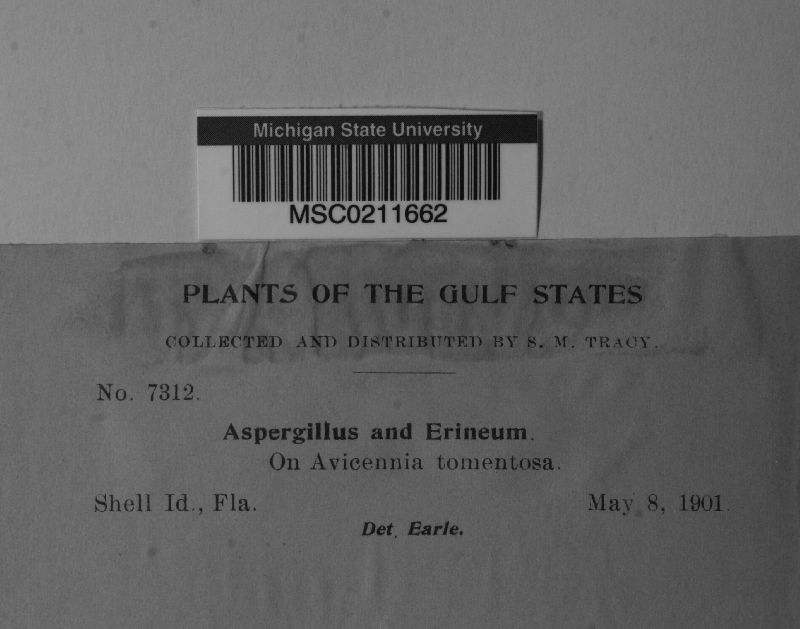 Michigan State University
MSC0211662
PLANTS OF THE GULF STATES
COLLECTED AND DISTRIBUTED BY S. M. TRACY.
No. 7312.
Aspergillus and Erineum.
On Avicennia tomentosa.
Shell Id., Fla. May 8, 1901.
Det. Earle.